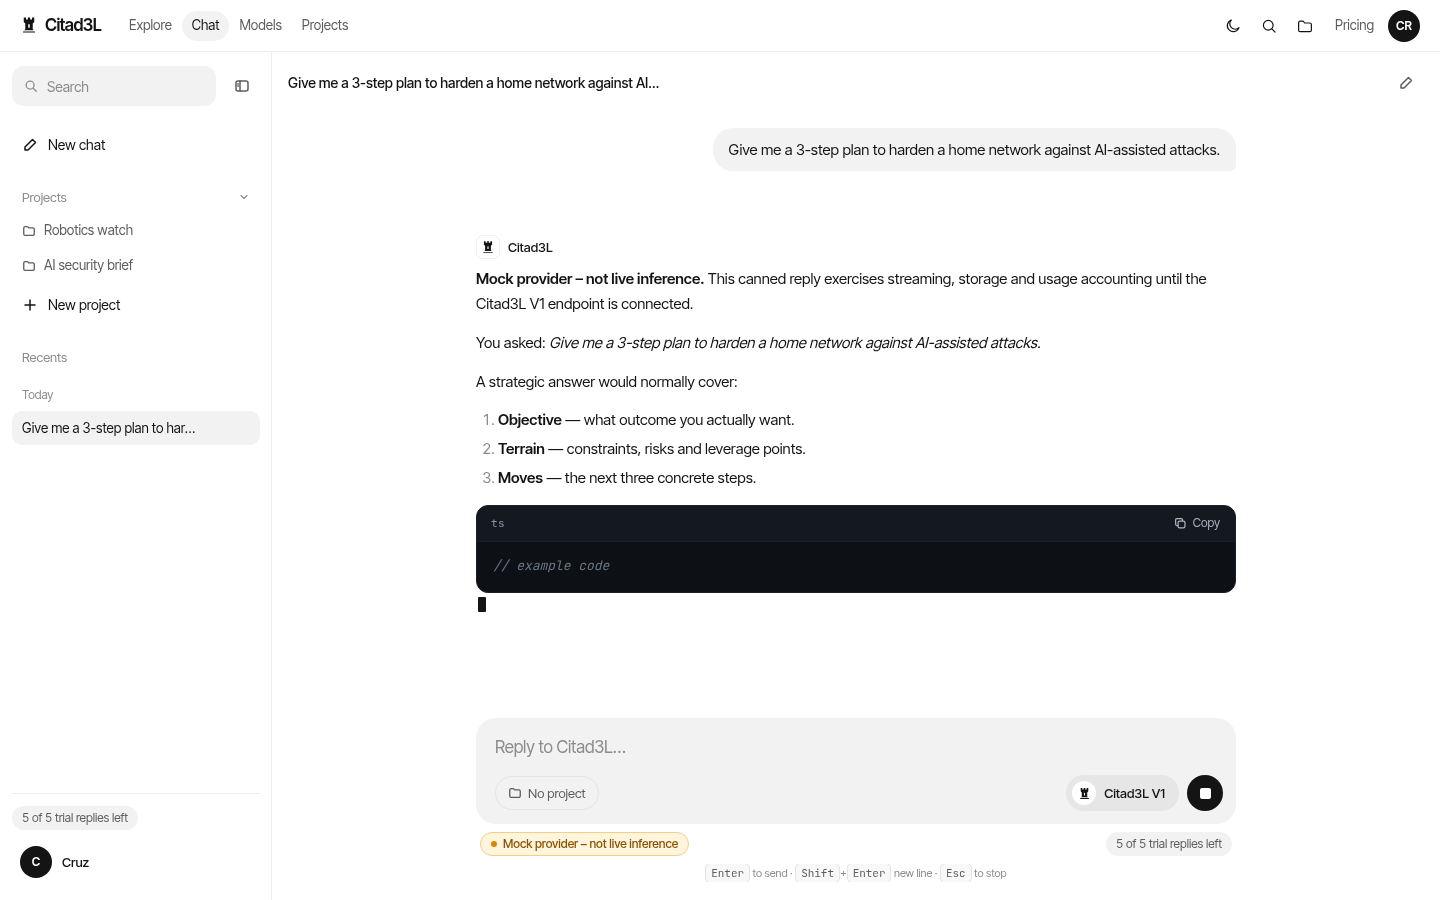 Citad3L
Explore
Chat
Models
Projects
Pricing
CR
Search
New chat
Projects
Robotics watch
AI security brief
New project
Recents
Today
Give me a 3-step plan to har...
5 of 5 trial replies left
C
Cruz
Give me a 3-step plan to harden a home network against AI...
Give me a 3-step plan to harden a home network against AI-assisted attacks.
Citad3L
Mock provider – not live inference. This canned reply exercises streaming, storage and usage accounting until the
Citad3L V1 endpoint is connected.
You asked: Give me a 3-step plan to harden a home network against AI-assisted attacks.
A strategic answer would normally cover:
1. Objective — what outcome you actually want.
2. Terrain — constraints, risks and leverage points.
3. Moves — the next three concrete steps.
ts
Copy
// example code
Reply to Citad3L...
No project
Citad3L V1
Mock provider – not live inference
5 of 5 trial replies left
Enter to send · Shift + Enter new line · Esc to stop